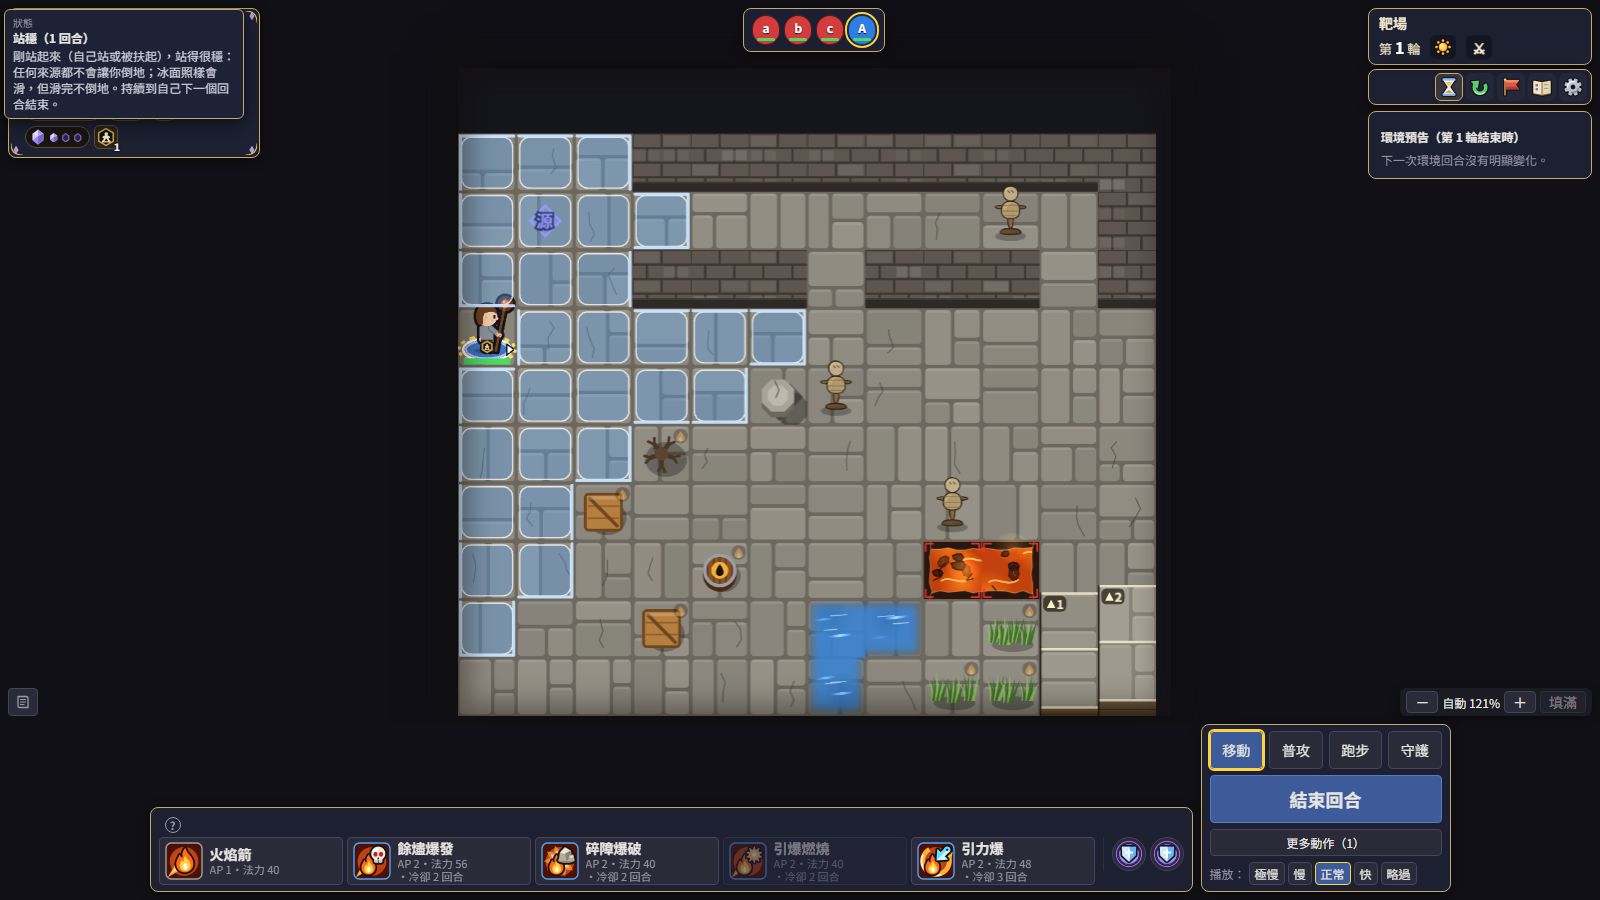 狀態
站穩（1 回合）
剛站起來（自己站或被扶起），站得很穩：
任何來源都不會讓你倒地；冰面照樣會
滑，但滑完不倒地。持續到自己下一個回
合結束。
1
a
b
c
A
靶場
第 1 輪
環境預告（第 1 輪結束時）
下一次環境回合沒有明顯變化。
源
▲1
▲2
− 自動 121% + 填滿
移動
普攻
跑步
守護
結束回合
更多動作（1）
播放：
極慢
慢
正常
快
略過
?
火焰箭
AP 1・法力 40
餘燼爆發
AP 2・法力 56
・冷卻 2 回合
碎障爆破
AP 2・法力 40
・冷卻 2 回合
引爆燃燒
AP 2・法力 40
・冷卻 2 回合
引力爆
AP 2・法力 48
・冷卻 3 回合